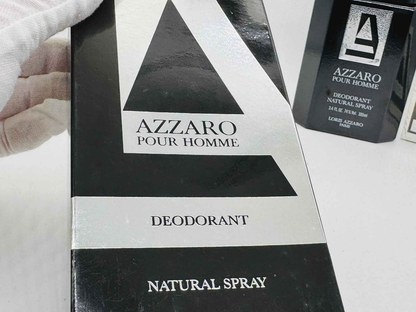 AZZARO
POUR HOMME
DEODORANT
NATURAL SPRAY
AZZARO
POUR HOMME
DEODORANT
NATURAL SPRAY
LORIS AZZARO
PARIS